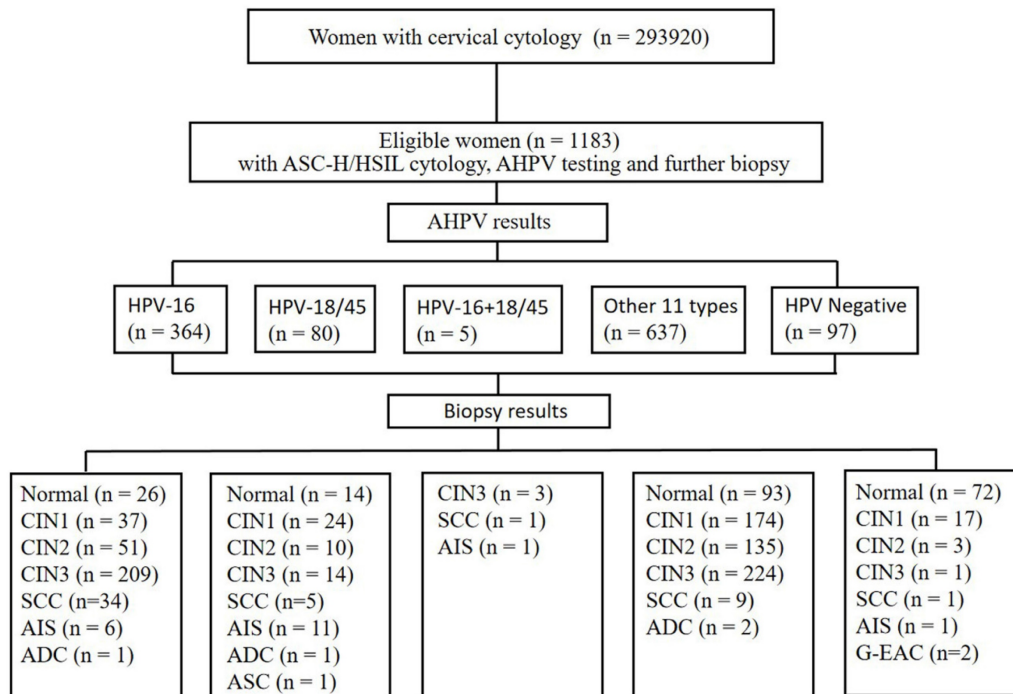 Women with cervical cytology (n = 293920)
Eligible women (n = 1183)
with ASC-H/HSIL cytology, AHPV testing and further biopsy
AHPV results
HPV-16
(n = 364)
HPV-18/45
(n = 80)
HPV-16+18/45
(n = 5)
Other 11 types
(n = 637)
HPV Negative
(n = 97)
Biopsy results
Normal (n = 26)
CIN1 (n = 37)
CIN2 (n = 51)
CIN3 (n = 209)
SCC (n=34)
AIS (n = 6)
ADC (n = 1)
Normal (n = 14)
CIN1 (n = 24)
CIN2 (n = 10)
CIN3 (n = 14)
SCC (n=5)
AIS (n = 11)
ADC (n = 1)
ASC (n = 1)
CIN3 (n = 3)
SCC (n = 1)
AIS (n = 1)
Normal (n = 93)
CIN1 (n = 174)
CIN2 (n = 135)
CIN3 (n = 224)
SCC (n = 9)
ADC (n = 2)
Normal (n = 72)
CIN1 (n = 17)
CIN2 (n = 3)
CIN3 (n = 1)
SCC (n = 1)
AIS (n = 1)
G-EAC (n=2)